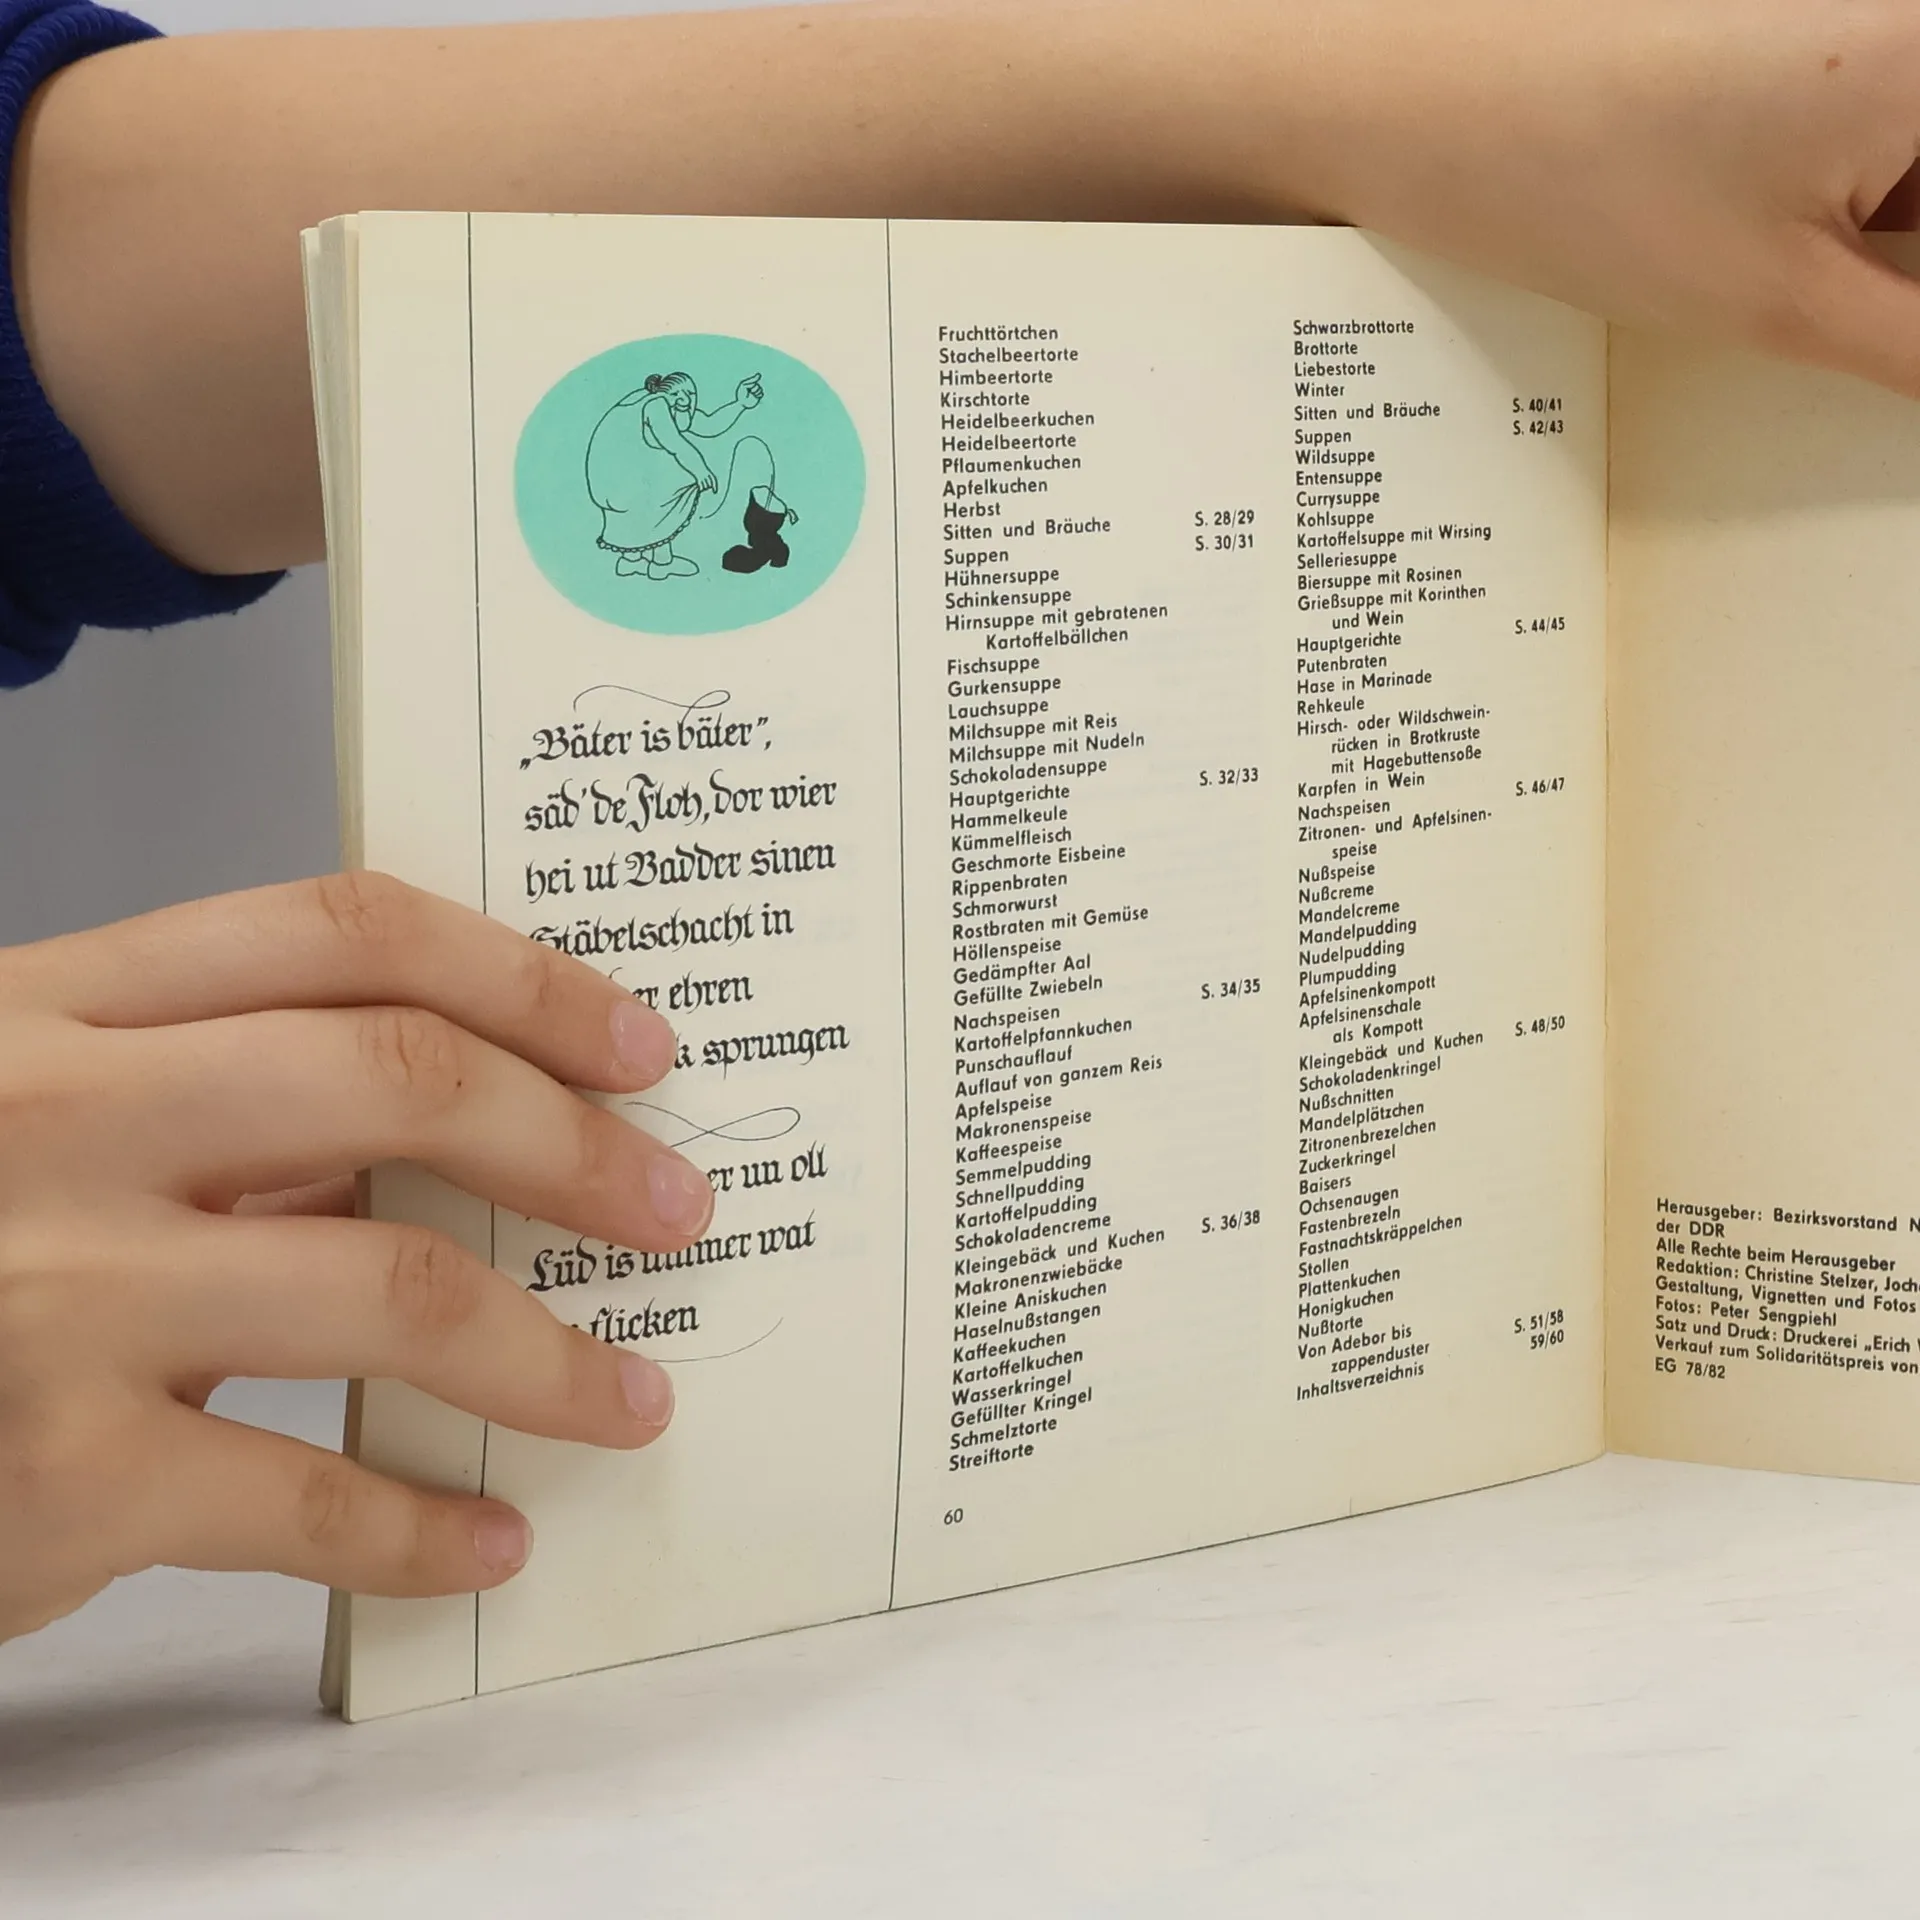 „Bäter is bäter”,
säd' de Floh, dor wier
hei ut Badder sinen
Stäbelschacht in
ehren
sprungen
un oll
Lüd is ümmer wat
flicken
Fruchttörtchen
Stachelbeertorte
Himbeertorte
Kirschtorte
Heidelbeerkuchen
Heidelbeertorte
Pflaumenkuchen
Apfelkuchen
Herbst
Sitten und Bräuche S. 28/29
Suppen S. 30/31
Hühnersuppe
Schinkensuppe
Hirnsuppe mit gebratenen
Kartoffelbällchen
Fischsuppe
Gurkensuppe
Lauchsuppe
Milchsuppe mit Reis
Milchsuppe mit Nudeln
Schokoladensuppe
Hauptgerichte S. 32/33
Hammelkeule
Kümmelfleisch
Geschmorte Eisbeine
Rippenbraten
Schmorwurst
Rostbraten mit Gemüse
Höllenspeise
Gedämpfter Aal
Gefüllte Zwiebeln
Nachspeisen S. 34/35
Kartoffelpfannkuchen
Punschauflauf
Auflauf von ganzem Reis
Apfelspeise
Makronenspeise
Kaffeespeise
Semmelpudding
Schnellpudding
Kartoffelpudding
Schokoladencreme
Kleingebäck und Kuchen S. 36/38
Makronenzwiebäcke
Kleine Aniskuchen
Haselnußstangen
Kaffeekuchen
Kartoffelkuchen
Wasserkringel
Gefüllter Kringel
Schmelztorte
Streiftorte
60
Schwarzbrottorte
Brottorte
Liebestorte
Winter
Sitten und Bräuche S. 40/41
Suppen S. 42/43
Wildsuppe
Entensuppe
Currysuppe
Kohlsuppe
Kartoffelsuppe mit Wirsing
Selleriesuppe
Biersuppe mit Rosinen
Grießsuppe mit Korinthen
und Wein
Hauptgerichte S. 44/45
Putenbraten
Hase in Marinade
Rehkeule
Hirsch- oder Wildschwein-
rücken in Brotkruste
mit Hagebuttensoße
Karpfen in Wein
Nachspeisen S. 46/47
Zitronen- und Apfelsinen-
speise
Nußspeise
Nußcreme
Mandelcreme
Mandelpudding
Nudelpudding
Plumpudding
Apfelsinenkompott
Apfelsinenschale
als Kompott
Kleingebäck und Kuchen S. 48/50
Schokoladenkringel
Nußschnitten
Mandelplätzchen
Zitronenbrezelchen
Zuckerkringel
Baisers
Ochsenaugen
Fastenbrezeln
Fastnachtskräppelchen
Stollen
Plattenkuchen
Honigkuchen
Nußtorte
Von Adebor bis S. 51/58
zappenduster
Inhaltsverzeichnis 59/60
Herausgeber: Bezirksvorstand
der DDR
Alle Rechte beim Herausgeber
Redaktion: Christine Stelzer,
Gestaltung, Vignetten und Fotos
Fotos: Peter Sengpiehl
Satz und Druck: Druckerei „Erich
Verkauf zum Solidaritätspreis von
EG 78/82